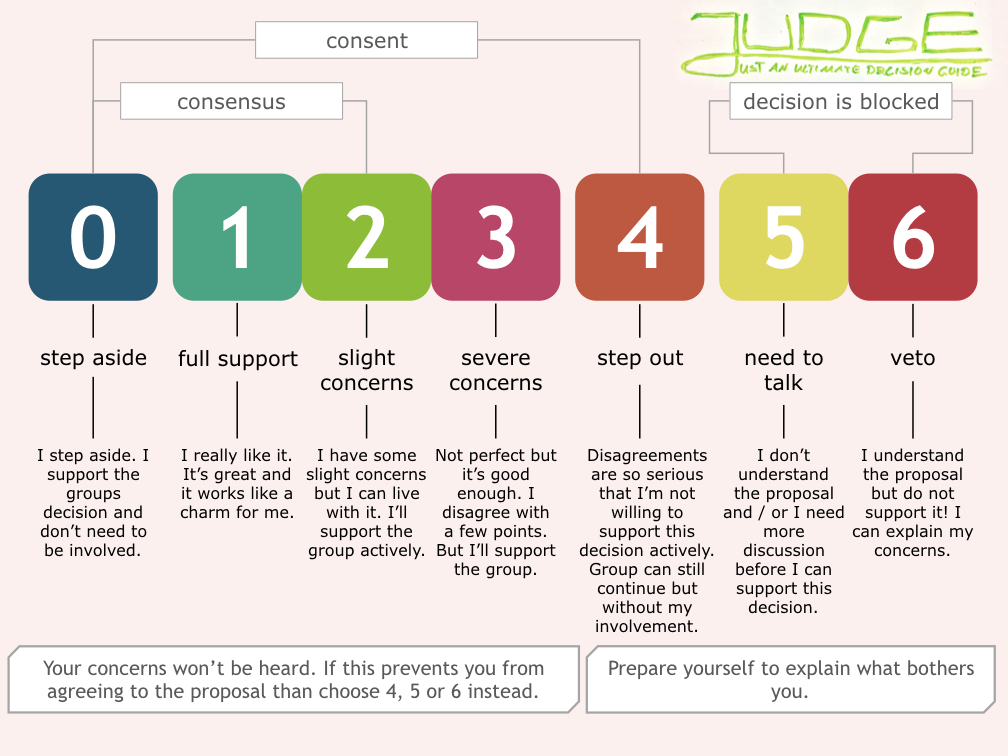 JUDGE
JUST AN ULTIMATE DECISION GUIDE
consent
consensus
decision is blocked
0
1
2
3
4
5
6
step aside
full support
slight
concerns
severe
concerns
step out
need to
talk
veto
I step aside. I
support the
groups
decision and
don't need to
be involved.
I really like it.
It's great and
it works like a
charm for me.
I have some
slight concerns
but I can live
with it. I'll
support the
group actively.
Not perfect but
it's good
enough. I
disagree with
a few points.
But I'll support
the group.
Disagreements
are so serious
that I'm not
willing to
support this
decision actively.
Group can still
continue but
without my
involvement.
I don't
understand
the proposal
and / or I need
more
discussion
before I can
support this
decision.
I understand
the proposal
but do not
support it! I
can explain my
concerns.
Your concerns won't be heard. If this prevents you from
agreeing to the proposal than choose 4, 5 or 6 instead.
Prepare yourself to explain what bothers
you.